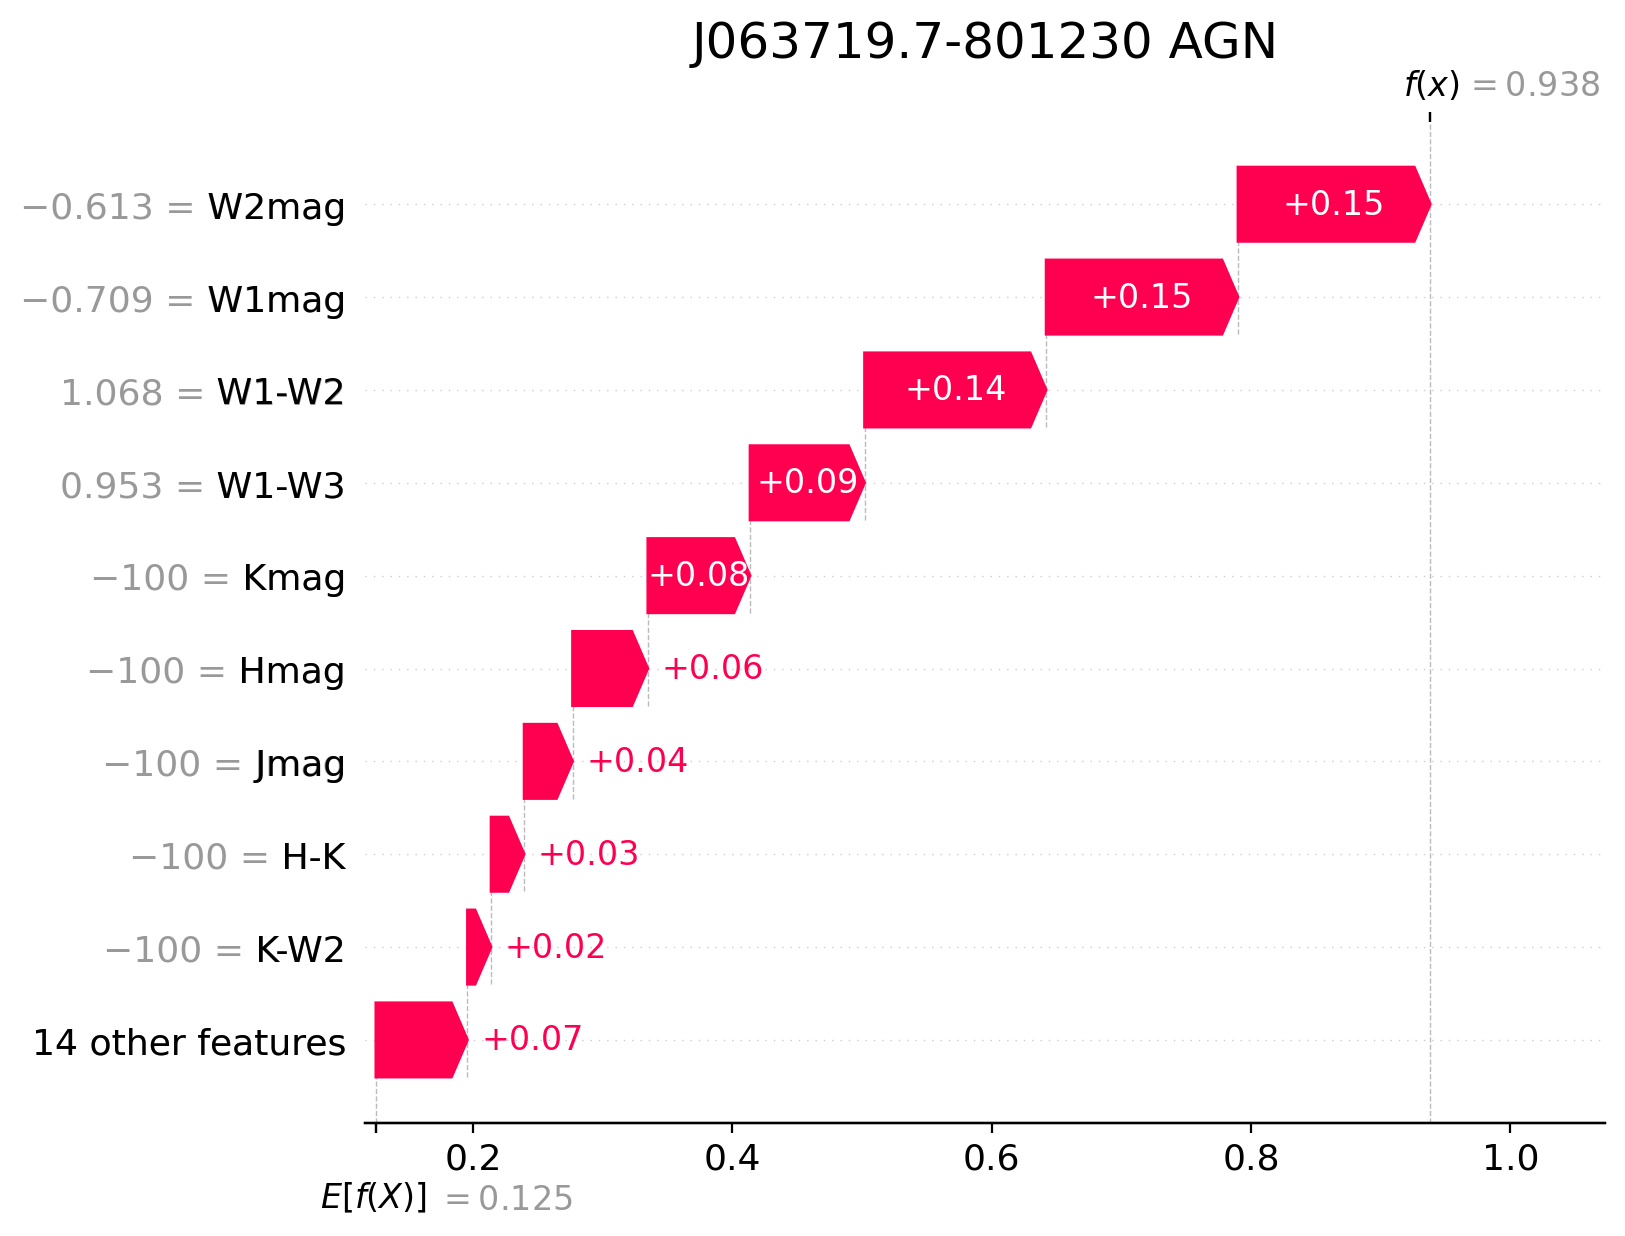 J063719.7-801230 AGN
f(x) = 0.938
−0.613 = W2mag +0.15
−0.709 = W1mag +0.15
1.068 = W1-W2 +0.14
0.953 = W1-W3 +0.09
−100 = Kmag +0.08
−100 = Hmag +0.06
−100 = Jmag +0.04
−100 = H-K +0.03
−100 = K-W2 +0.02
14 other features +0.07
0.2 0.4 0.6 0.8 1.0
E[f(X)] = 0.125